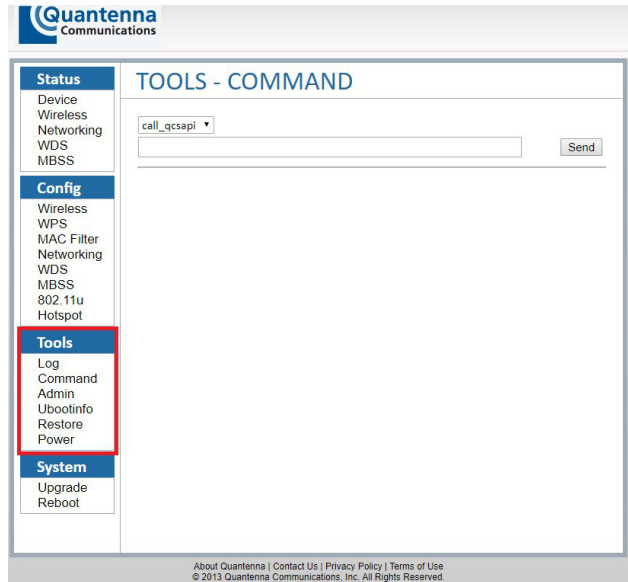 Quantenna
Communications
Status
Device
Wireless
Networking
WDS
MBSS
Config
Wireless
WPS
MAC Filter
Networking
WDS
MBSS
802.11u
Hotspot
Tools
Log
Command
Admin
Ubootinfo
Restore
Power
System
Upgrade
Reboot
TOOLS - COMMAND
call_qcsapi
Send
About Quantenna | Contact Us | Privacy Policy | Terms of Use
© 2013 Quantenna Communications, Inc. All Rights Reserved.